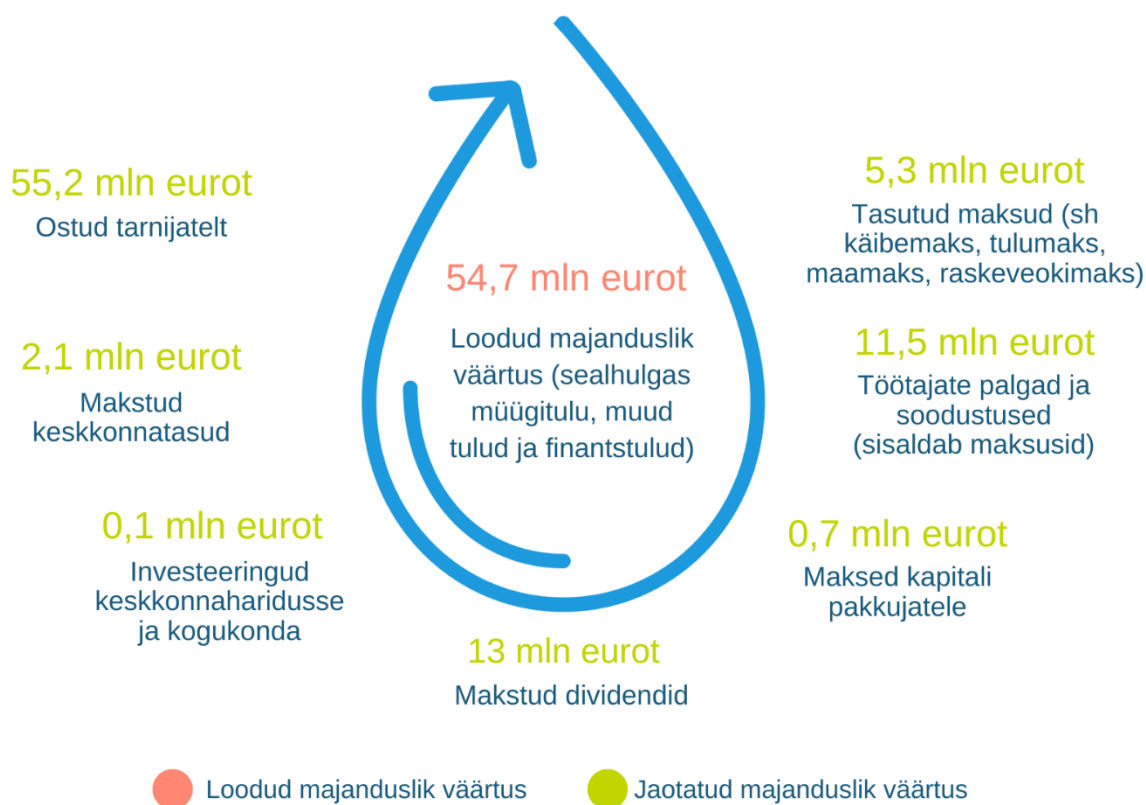 55,2 mln eurot
Ostud tarnijatelt
2,1 mln eurot
Makstud
keskkonnatasud
0,1 mln eurot
Investeeringud
keskkonnaharidusse
ja kogukonda
54,7 mln eurot
Loodud majanduslik
väärtus (sealhulgas
müügitulu, muud
tulud ja finantstulud)
13 mln eurot
Makstud dividendid
5,3 mln eurot
Tasutud maksud (sh
käibemaks, tulumaks,
maamaks, raskeveokimaks)
11,5 mln eurot
Töötajate palgad ja
soodustused
(sisaldab maksusid)
0,7 mln eurot
Maksed kapitali
pakkujatele
Loodud majanduslik väärtus
Jaotatud majanduslik väärtus